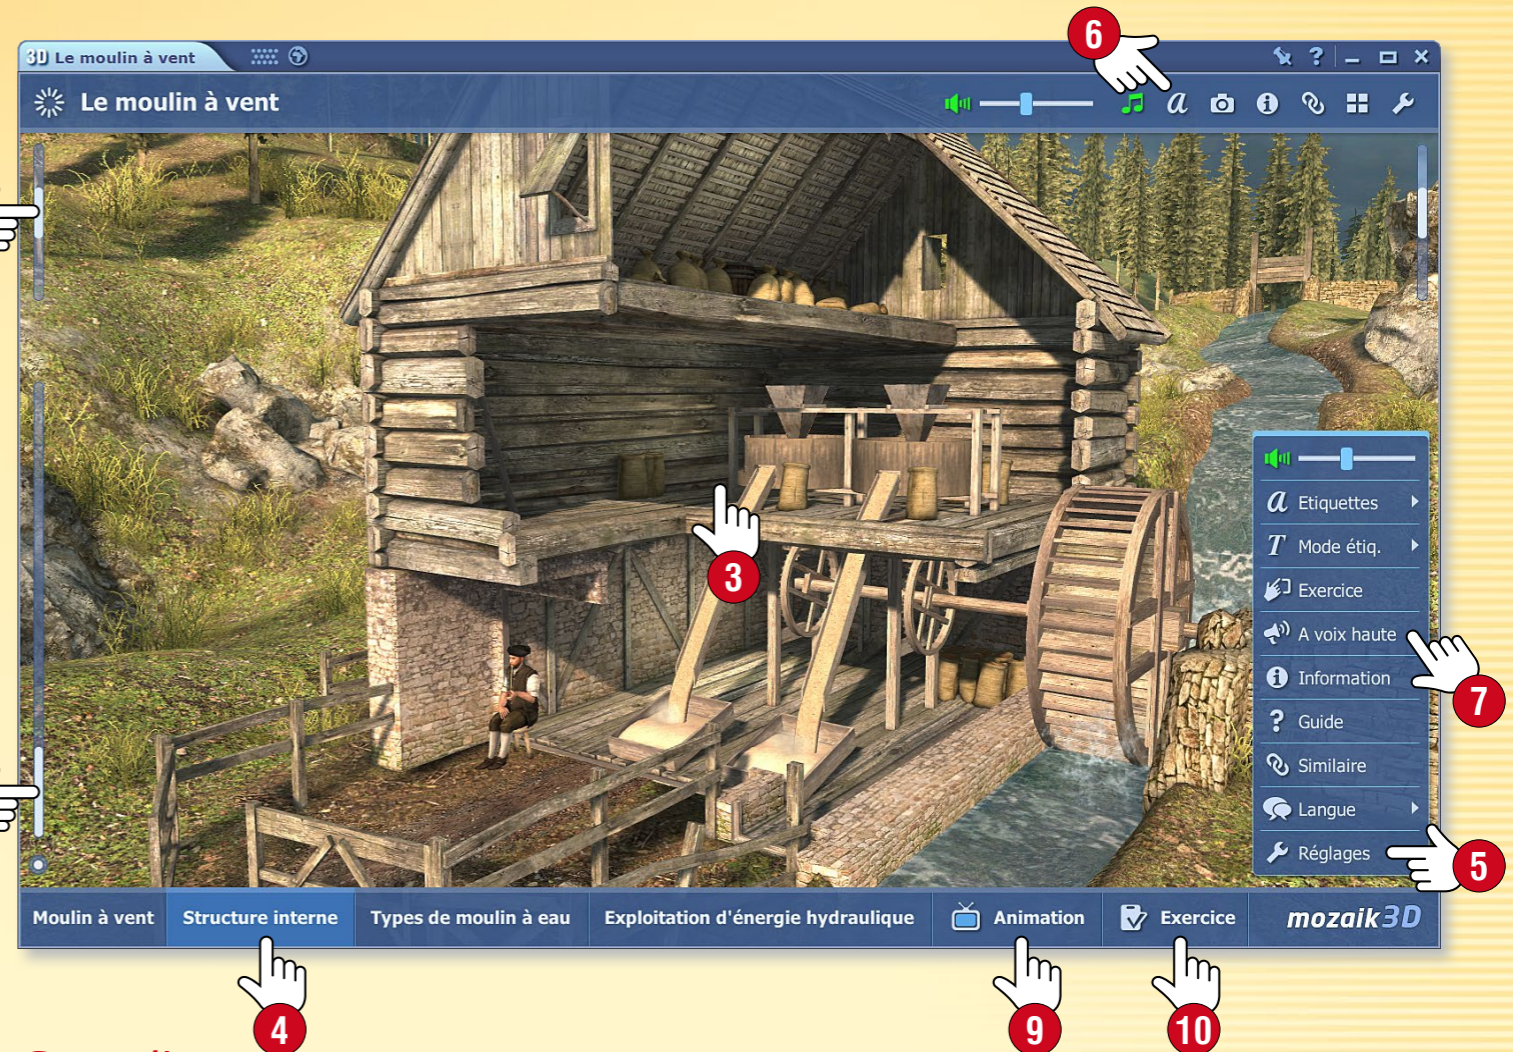 6
3D Le moulin à vent
?
Le moulin à vent
a
Etiquettes
T Mode étiq.
Exercice
A voix haute
Information
? Guide
Similaire
Langue
Réglages
3
7
5
Moulin à vent
Structure interne
Types de moulin à eau
Exploitation d'énergie hydraulique
Animation
Exercice
mozaik3D
4
9
10